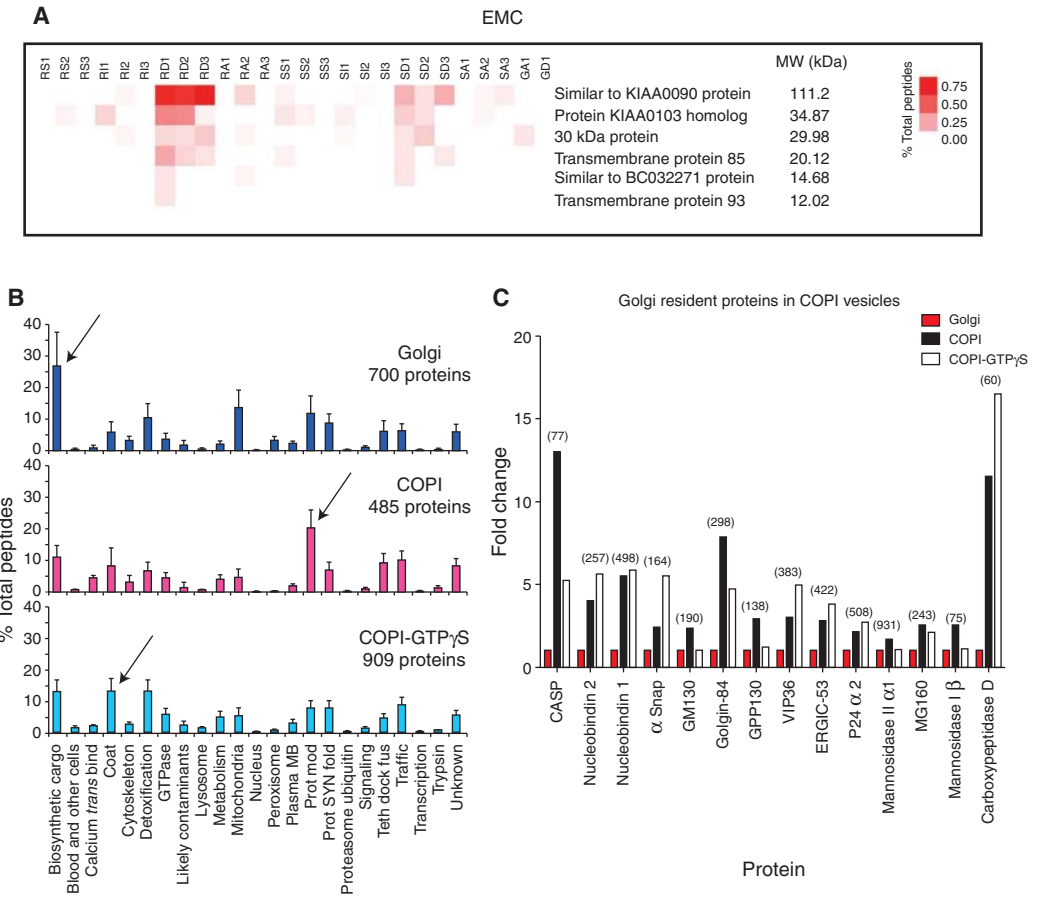 A
EMC
RS1 RS2 RS3 RI1 RI2 RI3 RD1 RD2 RD3 RA1 RA2 RA3 SS1 SS2 SS3 SI1 SI2 SI3 SD1 SD2 SD3 SA1 SA2 SA3 GA1 GD1
MW (kDa)
Similar to KIAA0090 protein 111.2
Protein KIAA0103 homolog 34.87
30 kDa protein 29.98
Transmembrane protein 85 20.12
Similar to BC032271 protein 14.68
Transmembrane protein 93 12.02
% Total peptides
0.75
0.50
0.25
0.00
B
% Total peptides
40
30
20
10
0
Golgi
700 proteins
40
30
20
10
0
COPI
485 proteins
40
30
20
10
0
COPI-GTPγS
909 proteins
Biosynthetic cargo
Blood and other cells
Calcium trans bind
Coat
Cytoskeleton
Detoxification
GTPase
Likely contaminants
Lysosome
Metabolism
Mitochondria
Nucleus
Peroxisome
Plasma MB
Prot mod
Prot SYN fold
Proteasome ubiquitin
Signaling
Teth dock fus
Traffic
Transcription
Trypsin
Unknown
C
Golgi resident proteins in COPI vesicles
Golgi
COPI
COPI-GTPγS
Fold change
20
15
10
5
0
(77)
(257)
(498)
(164)
(190)
(298)
(138)
(383)
(422)
(508)
(931)
(243)
(75)
(60)
CASP
Nucleobindin 2
Nucleobindin 1
α Snap
GM130
Golgin-84
GPP130
VIP36
ERGIC-53
P24 α 2
Mannosidase II α1
MG160
Mannosidase I β
Carboxypeptidase D
Protein